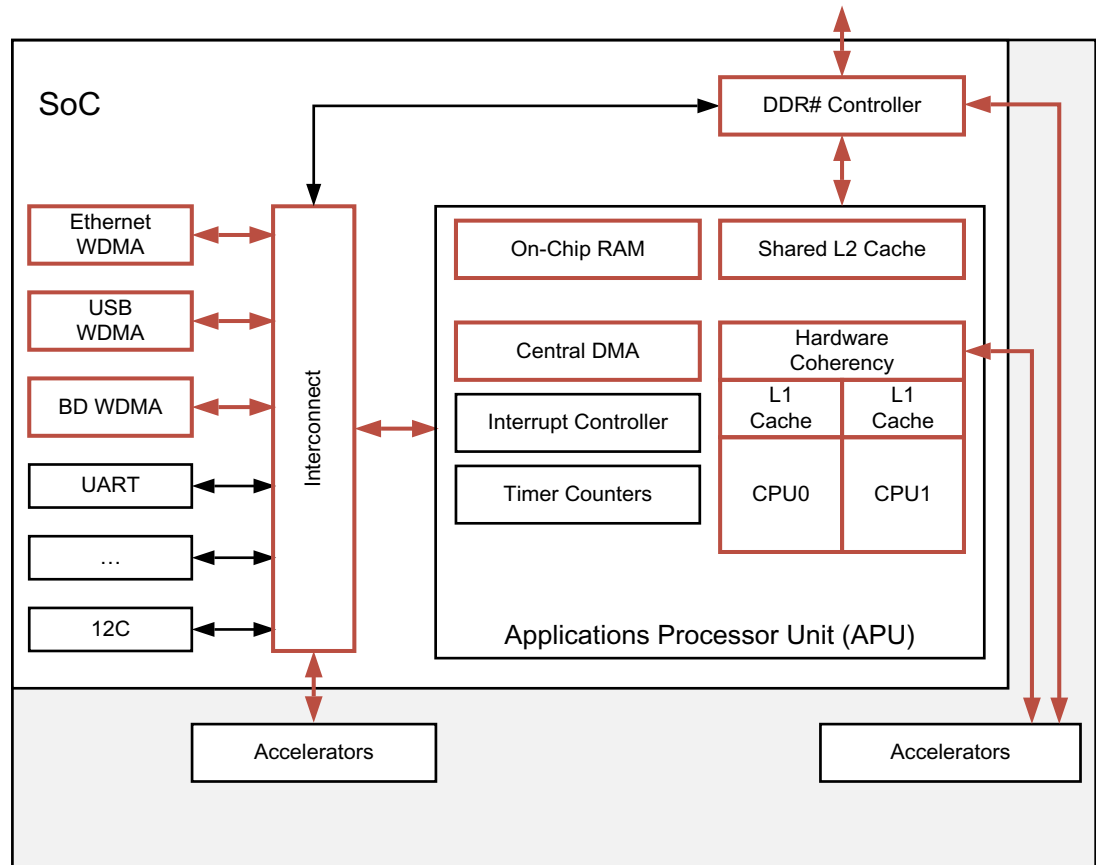 SoC
DDR# Controller
Ethernet
WDMA
USB
WDMA
BD WDMA
UART
...
12C
Interconnect
On-Chip RAM
Shared L2 Cache
Central DMA
Hardware
Coherency
Interrupt Controller
L1
Cache
L1
Cache
Timer Counters
CPU0
CPU1
Applications Processor Unit (APU)
Accelerators
Accelerators